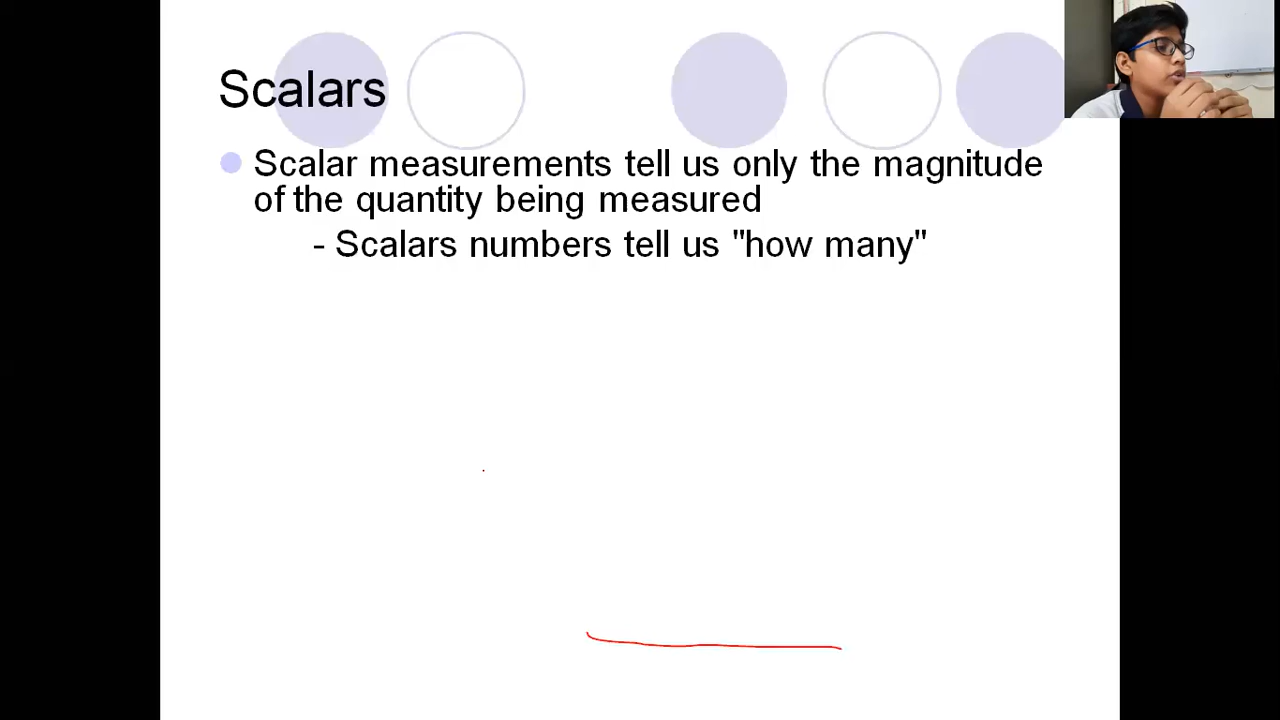 Scalars
Scalar measurements tell us only the magnitude
of the quantity being measured
- Scalars numbers tell us "how many"